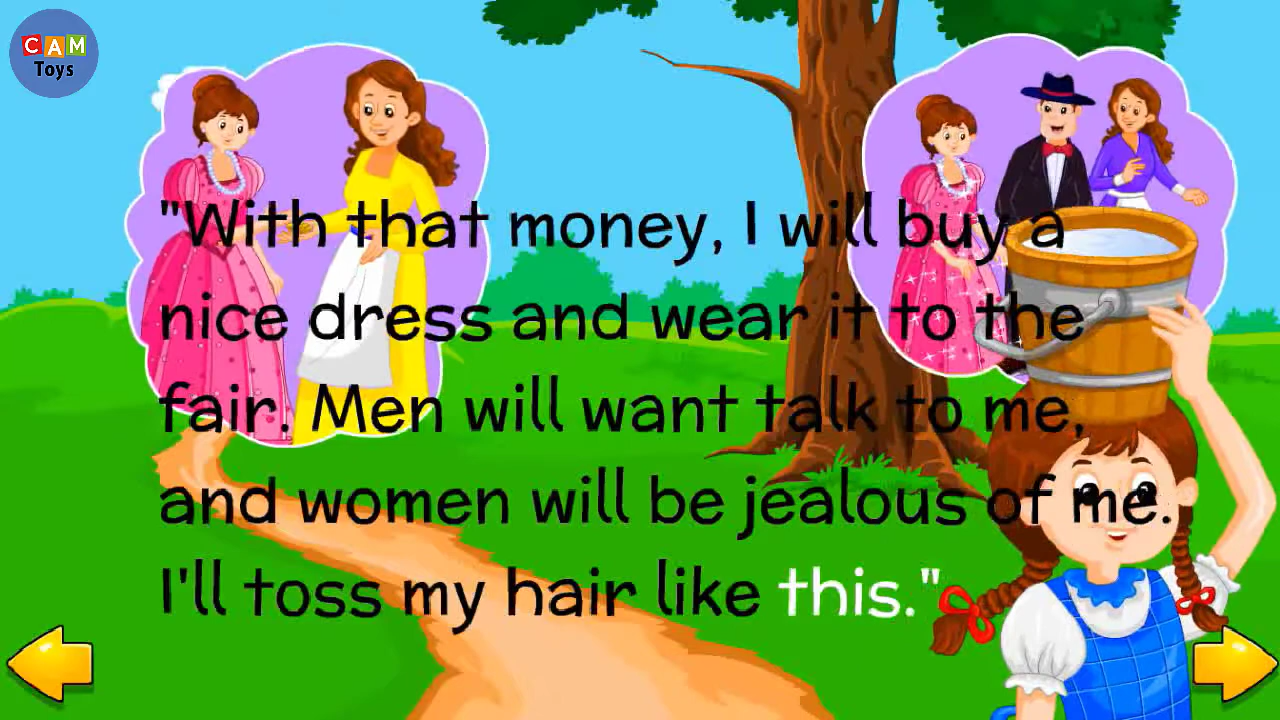 CAM
Toys
"With that money, I will buy a
nice dress and wear it to the
fair. Men will want talk to me,
and women will be jealous of me.
I'll toss my hair like this."